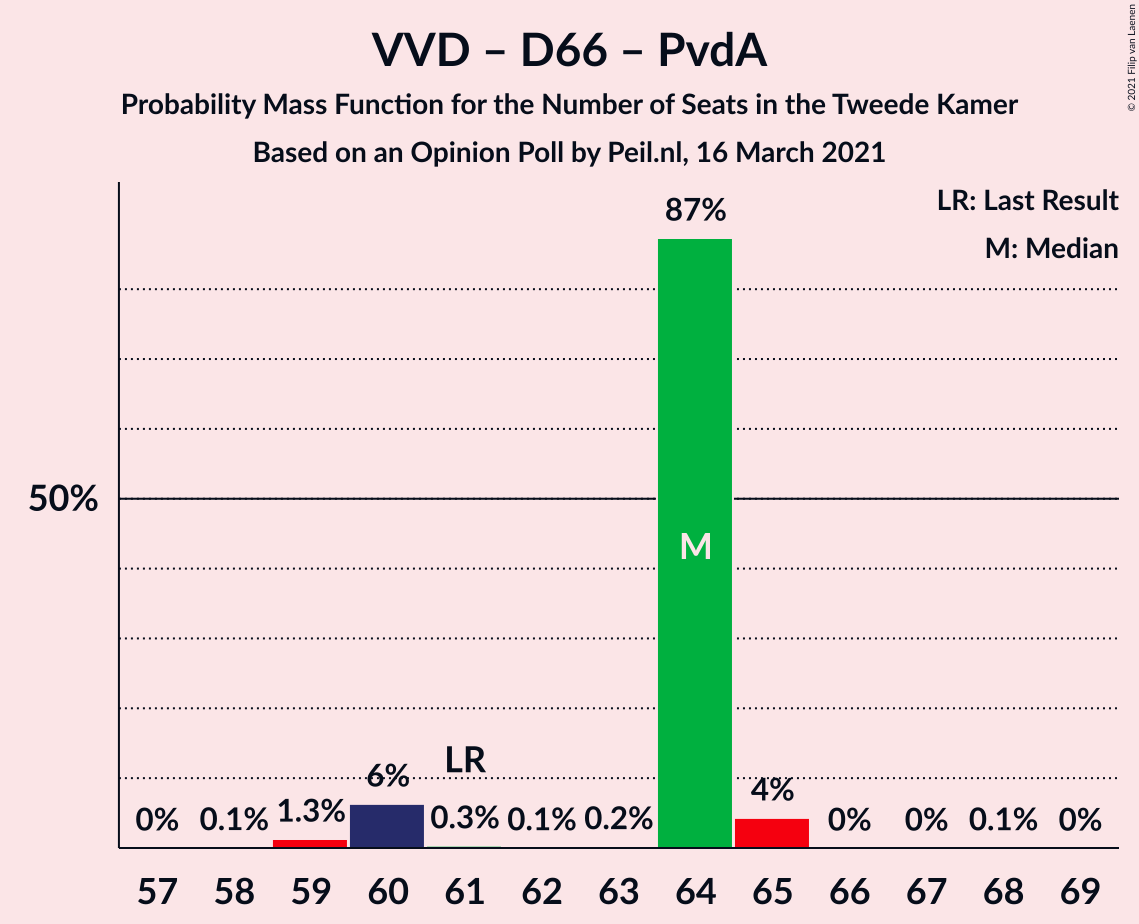 VVD – D66 – PvdA
Probability Mass Function for the Number of Seats in the Tweede Kamer
Based on an Opinion Poll by Peil.nl, 16 March 2021
© 2021 Filip van Laenen
LR: Last Result
M: Median
87%
50%
M
LR
0% 0.1% 1.3% 6% 0.3% 0.1% 0.2% 4% 0% 0% 0.1% 0%
57 58 59 60 61 62 63 64 65 66 67 68 69